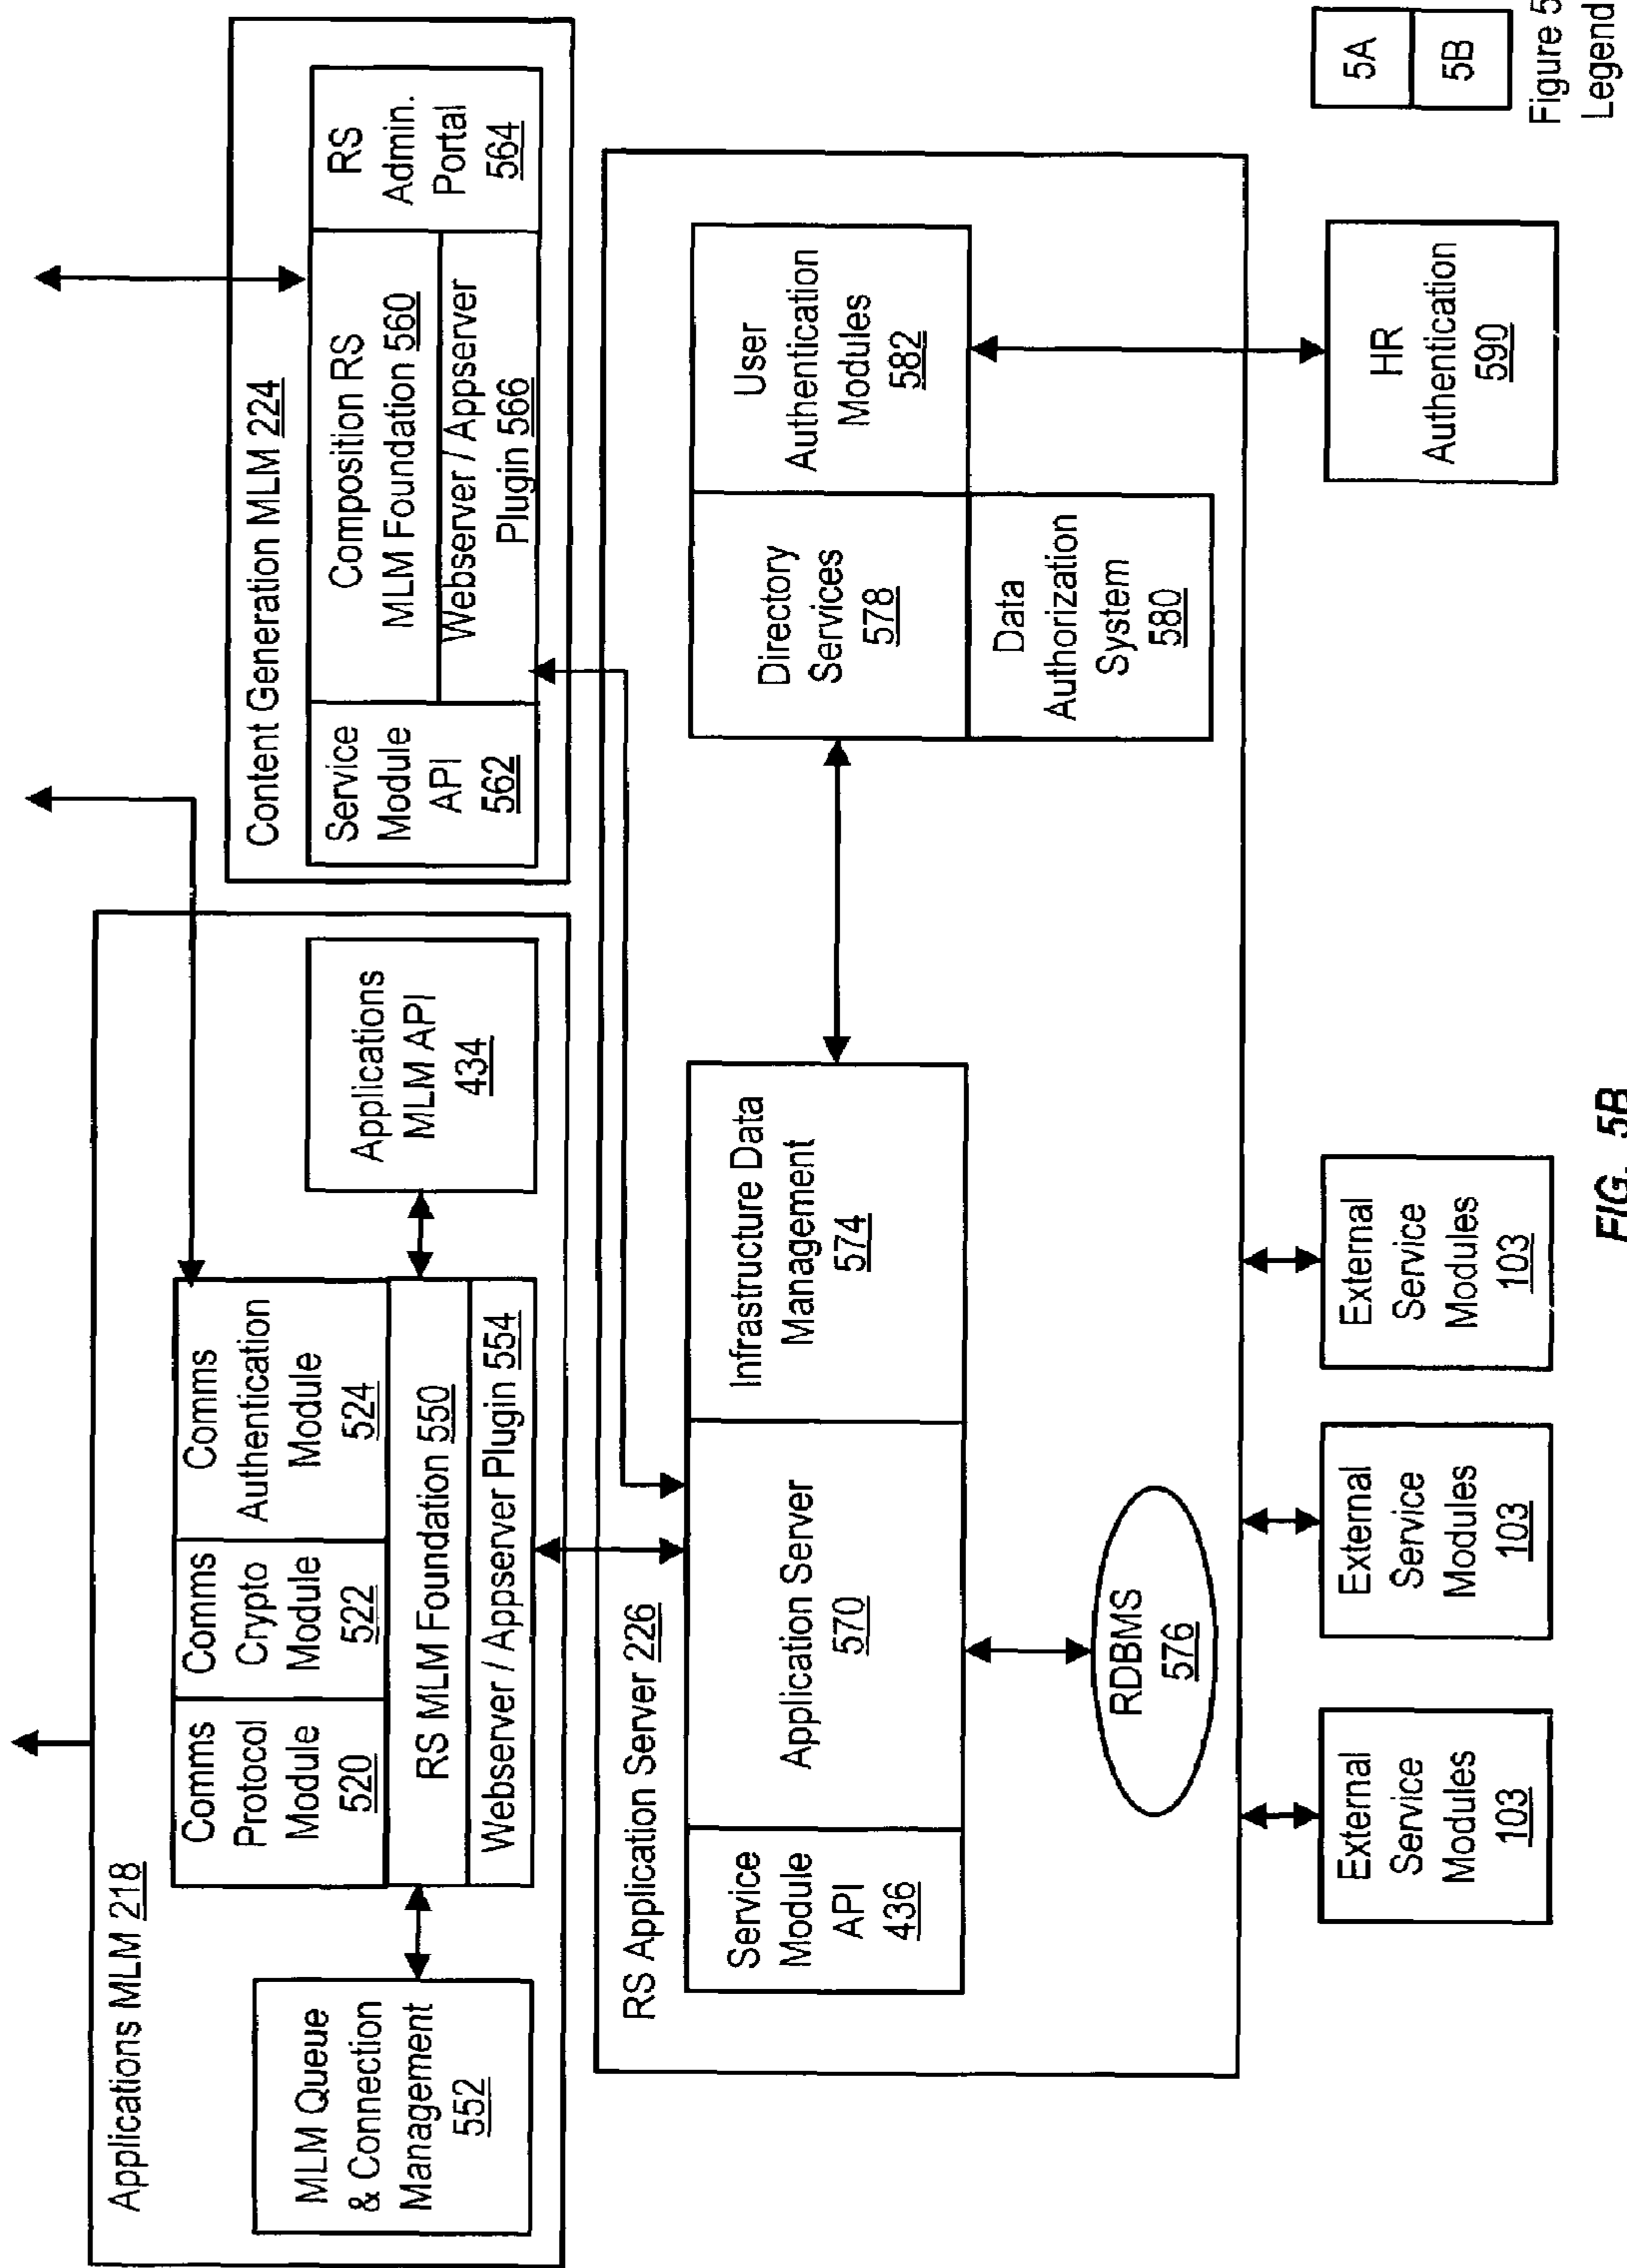 Applications MLM 218
MLM Queue
& Connection
Management
552
Comms
Protocol
Module
520
Comms
Crypto
Module
522
Comms
Authentication
Module
524
RS MLM Foundation 550
Webserver / Appserver Plugin 554
Applications
MLM API
434
Content Generation MLM 224
Service
Module
API
562
Composition RS
MLM Foundation 560
Webserver / Appserver
Plugin 566
RS
Admin.
Portal
564
RS Application Server 226
Service
Module
API
436
Application Server
570
Infrastructure Data
Management
574
RDBMS
576
Directory
Services
578
User
Authentication
Modules
582
Data
Authorization
System
580
External
Service
Modules
103
External
Service
Modules
103
External
Service
Modules
103
HR
Authentication
590
5A
5B
Figure 5
Legend
FIG. 5B